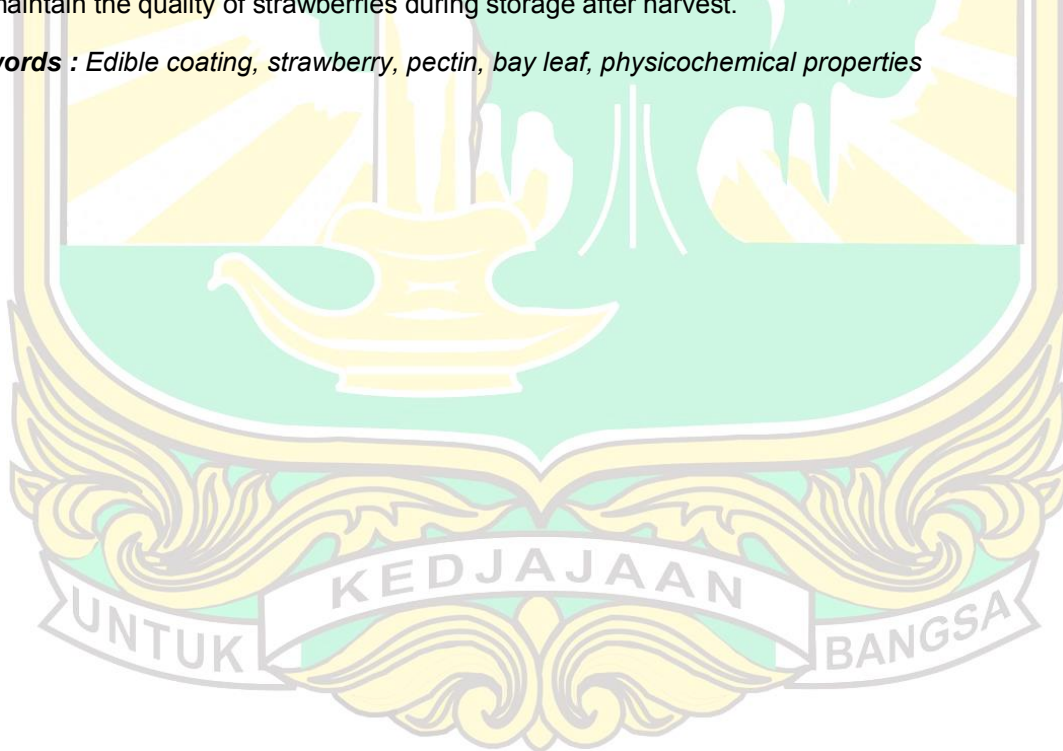 maintain the quality of strawberries during storage after harvest.
words : Edible coating, strawberry, pectin, bay leaf, physicochemical properties
UNTUK KEDJAJAAN BANGSA